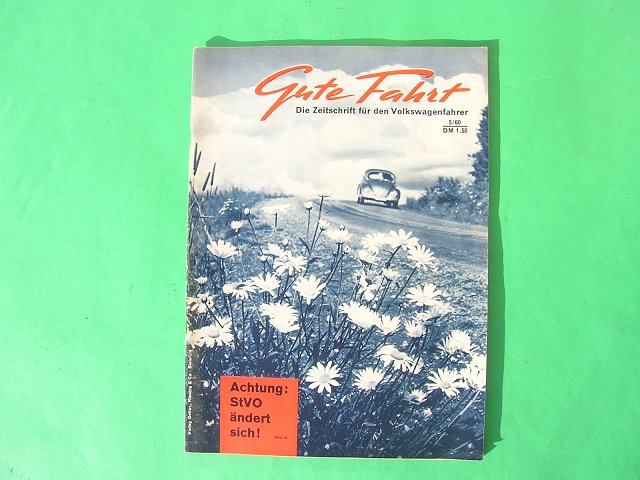 Gute Fahrt
Die Zeitschrift für den Volkswagenfahrer
5/60
DM 1.50
Achtung:
StVO
ändert
sich!